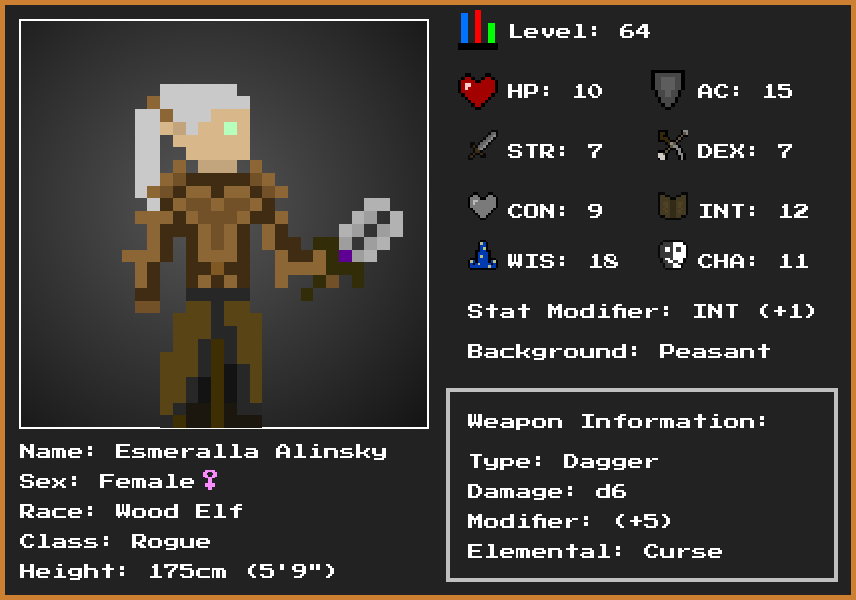 Level: 64
HP: 10 AC: 15
STR: 7 DEX: 7
CON: 9 INT: 12
WIS: 18 CHA: 11
Stat Modifier: INT (+1)
Background: Peasant
Weapon Information:
Type: Dagger
Damage: d6
Modifier: (+5)
Elemental: Curse
Name: Esmeralla Alinsky
Sex: Female♀
Race: Wood Elf
Class: Rogue
Height: 175cm (5'9")